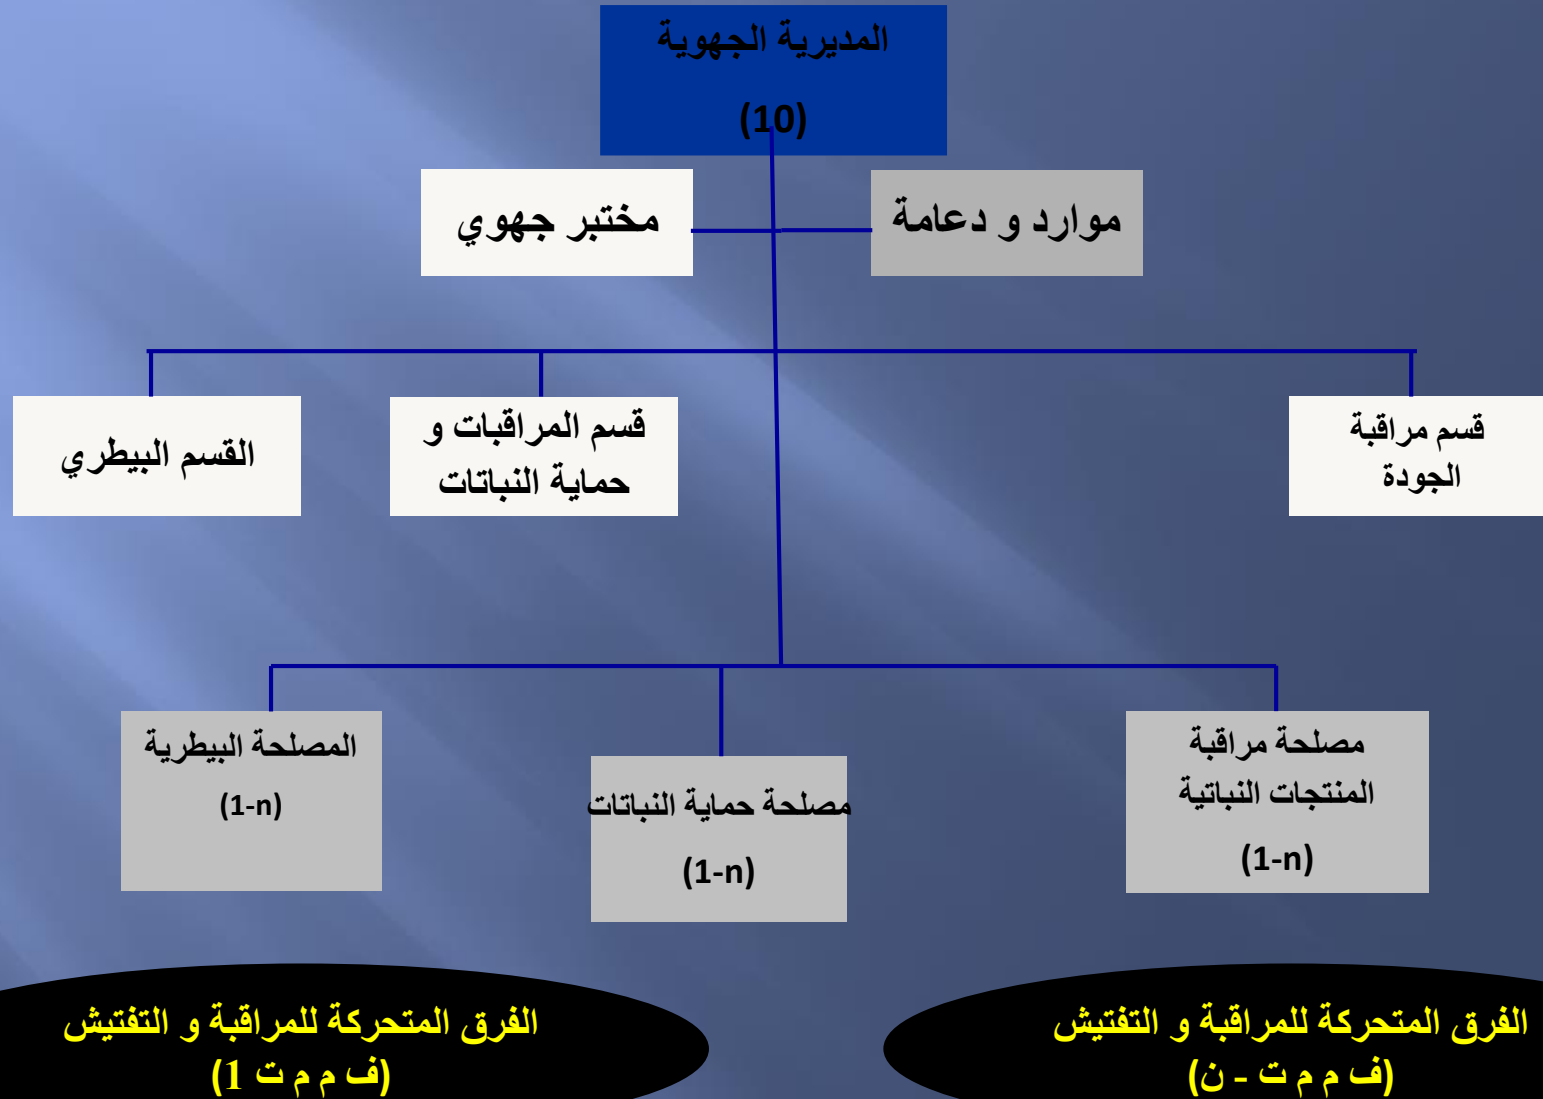 المديرية الجهوية
(10)
موارد و دعامة
مختبر جهوي
قسم مراقبة
الجودة
قسم المراقبات و
حماية النباتات
القسم البيطري
مصلحة مراقبة
المنتجات النباتية
(1-n)
مصلحة حماية النباتات
(1-n)
المصلحة البيطرية
(1-n)
الفرق المتحركة للمراقبة و التفتيش
(ف م م ت - ن)
الفرق المتحركة للمراقبة و التفتيش
(ف م م ت 1)